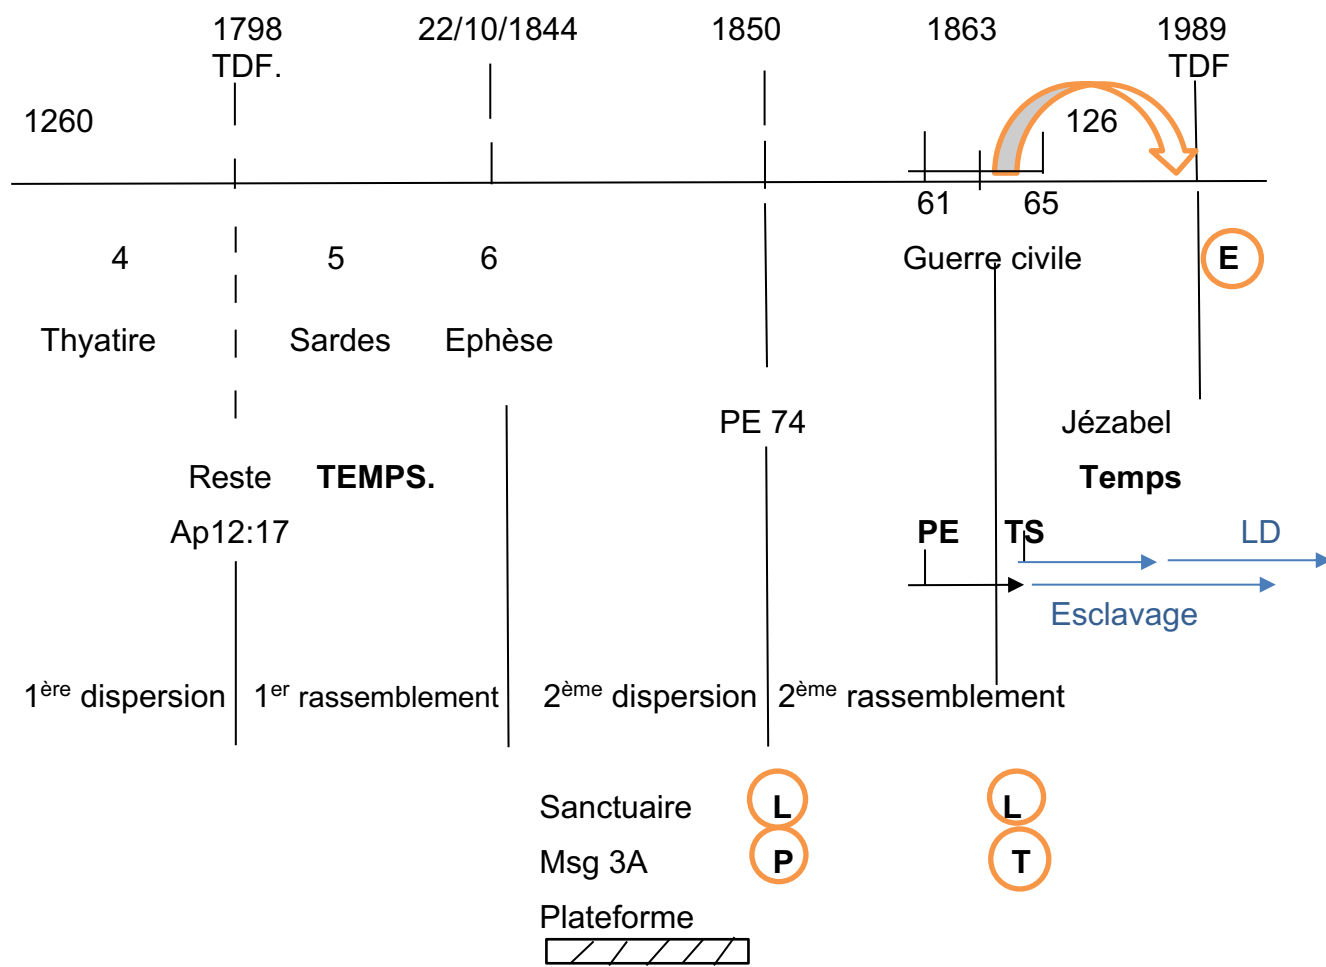 1798 22/10/1844 1850 1863 1989
TDF. TDF
1260 126
61 65
4 5 6 Guerre civile E
Thyatire Sardes Ephèse
PE 74 Jézabel
Reste TEMPS. Temps
Ap12:17 PE TS LD
Esclavage
1ère dispersion 1er rassemblement 2ème dispersion 2ème rassemblement
Sanctuaire L L
Msg 3A P T
Plateforme